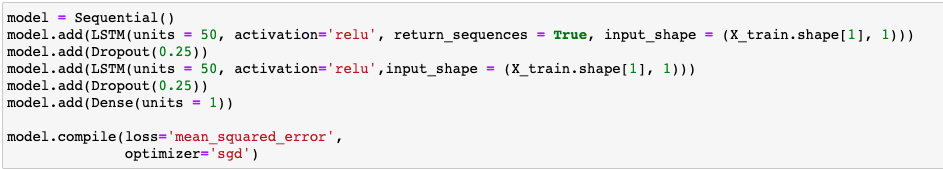 model = Sequential()
model.add(LSTM(units = 50, activation='relu', return_sequences = True, input_shape = (X_train.shape[1], 1)))
model.add(Dropout(0.25))
model.add(LSTM(units = 50, activation='relu',input_shape = (X_train.shape[1], 1)))
model.add(Dropout(0.25))
model.add(Dense(units = 1))

model.compile(loss='mean_squared_error',
              optimizer='sgd')